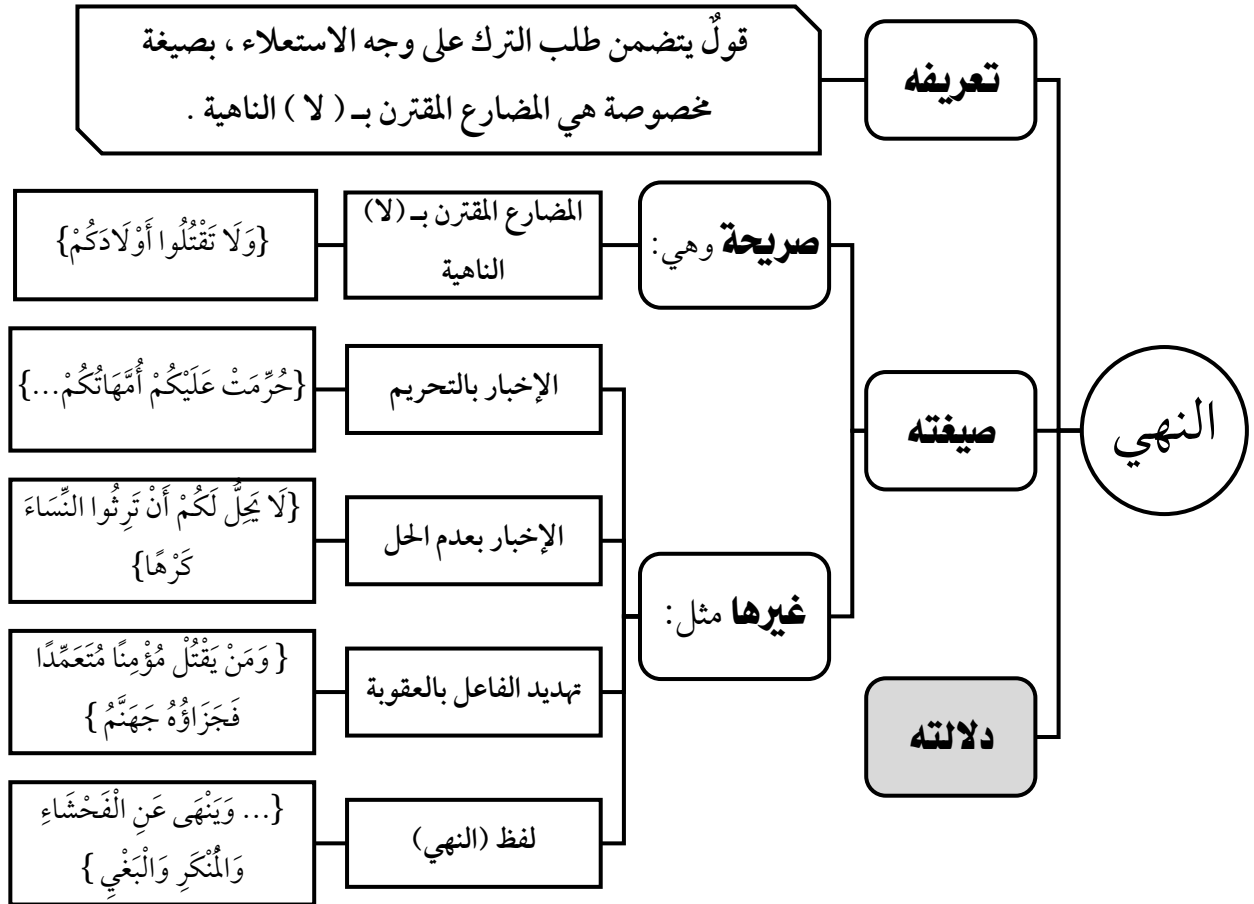 النهي
تعريفه
قولٌ يتضمن طلب الترك على وجه الاستعلاء ، بصيغة
مخصوصة هي المضارع المقترن بـ ( لا ) الناهية .
صيغته
صريحة وهي:
المضارع المقترن بـ (لا)
الناهية
{وَلَا تَقْتُلُوا أَوْلَادَكُمْ}
غيرها مثل:
الإخبار بالتحريم
{حُرِّمَتْ عَلَيْكُمْ أُمَّهَاتُكُمْ...}
الإخبار بعدم الحل
{لَا يَحِلُّ لَكُمْ أَنْ تَرِثُوا النِّسَاءَ
كَرْهًا}
تهديد الفاعل بالعقوبة
{ وَمَنْ يَقْتُلْ مُؤْمِنًا مُتَعَمِّدًا
فَجَزَاؤُهُ جَهَنَّمُ }
لفظ (النهي)
{... وَيَنْهَى عَنِ الْفَحْشَاءِ
وَالْمُنْكَرِ وَالْبَغْيِ }
دلالته